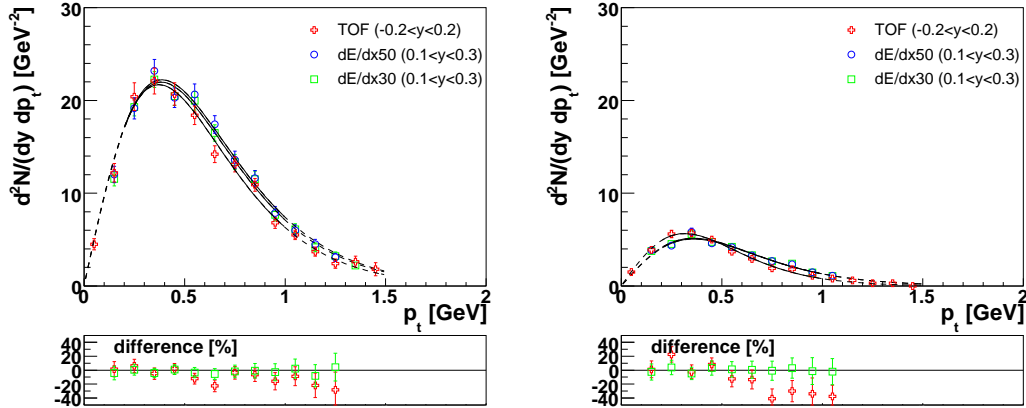 d²N/(dy dp_t) [GeV⁻²]
30
20
10
0
TOF (-0.2<y<0.2)
dE/dx50 (0.1<y<0.3)
dE/dx30 (0.1<y<0.3)
0 0.5 1 1.5 2
p_t [GeV]
difference [%]
40
20
0
-20
-40
d²N/(dy dp_t) [GeV⁻²]
30
20
10
0
TOF (-0.2<y<0.2)
dE/dx50 (0.1<y<0.3)
dE/dx30 (0.1<y<0.3)
0 0.5 1 1.5 2
p_t [GeV]
difference [%]
40
20
0
-20
-40